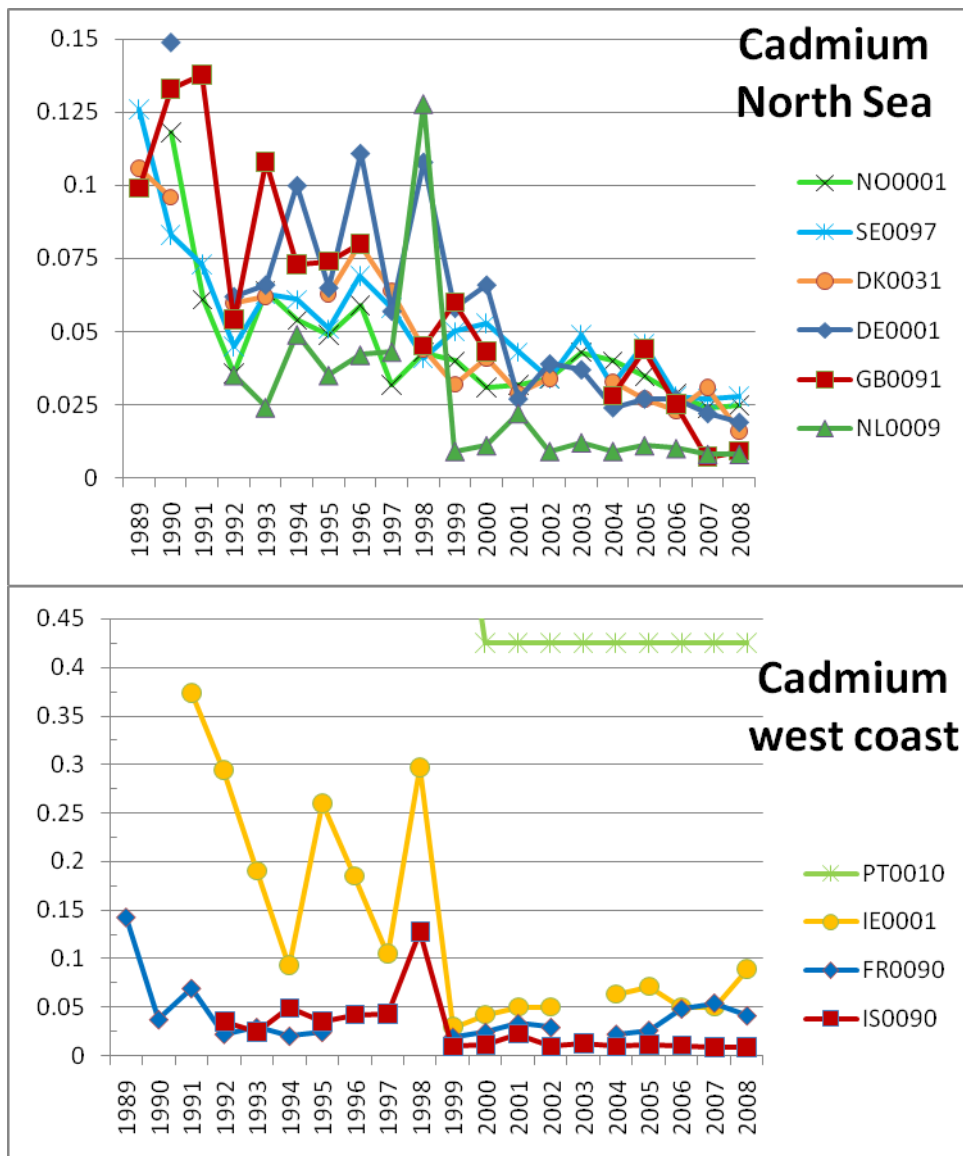 Cadmium
North Sea
0.15
0.125
0.1
0.075
0.05
0.025
0
1989 1990 1991 1992 1993 1994 1995 1996 1997 1998 1999 2000 2001 2002 2003 2004 2005 2006 2007 2008
NO0001
SE0097
DK0031
DE0001
GB0091
NL0009
Cadmium
west coast
0.45
0.4
0.35
0.3
0.25
0.2
0.15
0.1
0.05
0
1989 1990 1991 1992 1993 1994 1995 1996 1997 1998 1999 2000 2001 2002 2003 2004 2005 2006 2007 2008
PT0010
IE0001
FR0090
IS0090